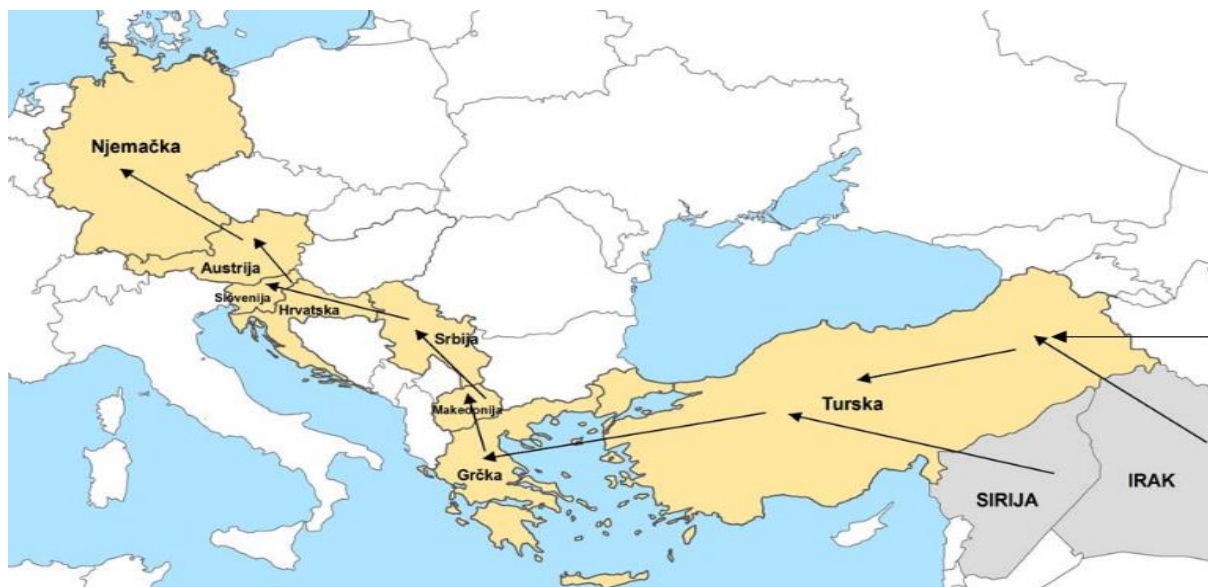 Njemačka
Austrija
Slovenija
Hrvatska
Srbija
Makedonija
Turska
Grčka
SIRIJA
IRAK